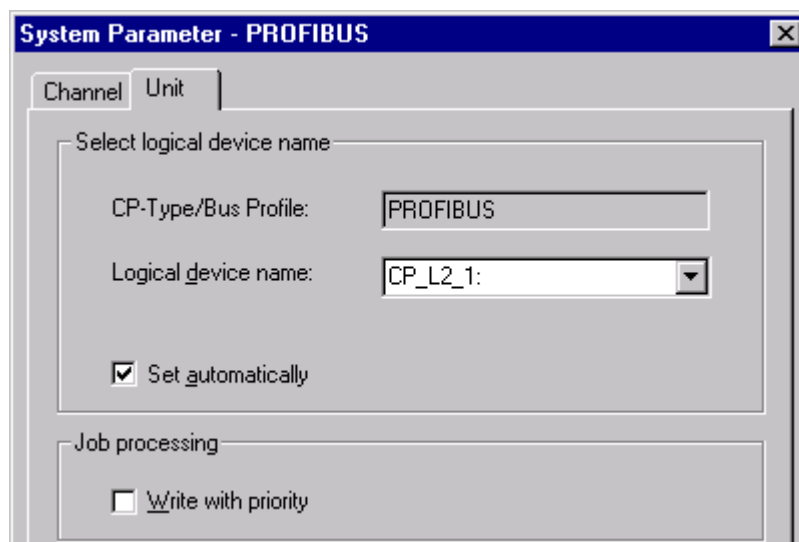 System Parameter - PROFIBUS
Channel Unit
Select logical device name
CP-Type/Bus Profile: PROFIBUS
Logical device name: CP_L2_1:
Set automatically
Job processing
Write with priority